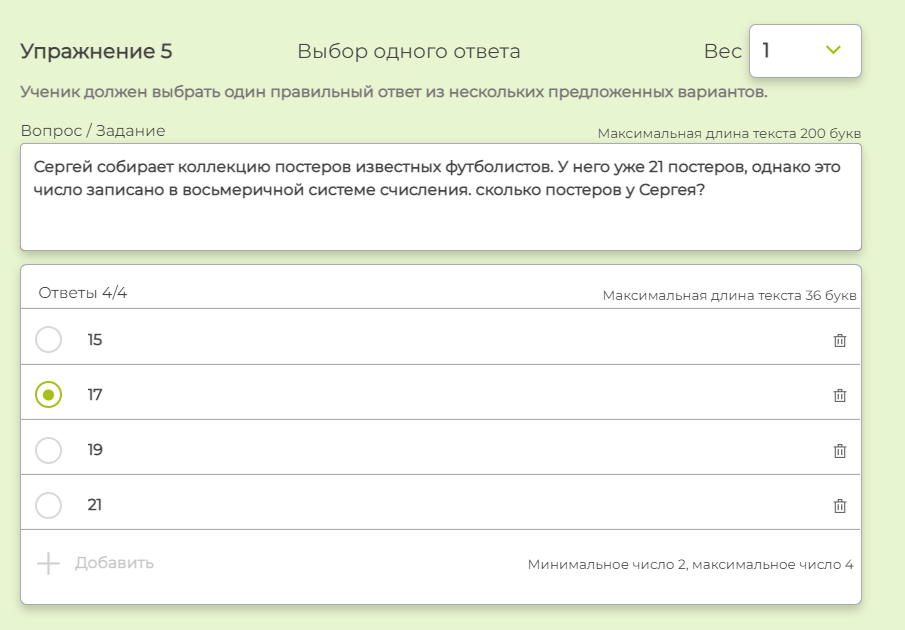 Упражнение 5 Выбор одного ответа Вес 1
Ученик должен выбрать один правильный ответ из нескольких предложенных вариантов.
Вопрос / Задание Максимальная длина текста 200 букв
Сергей собирает коллекцию постеров известных футболистов. У него уже 21 постеров, однако это
число записано в восьмеричной системе счисления. сколько постеров у Сергея?
Ответы 4/4 Максимальная длина текста 36 букв
15
17
19
21
Добавить Минимальное число 2, максимальное число 4